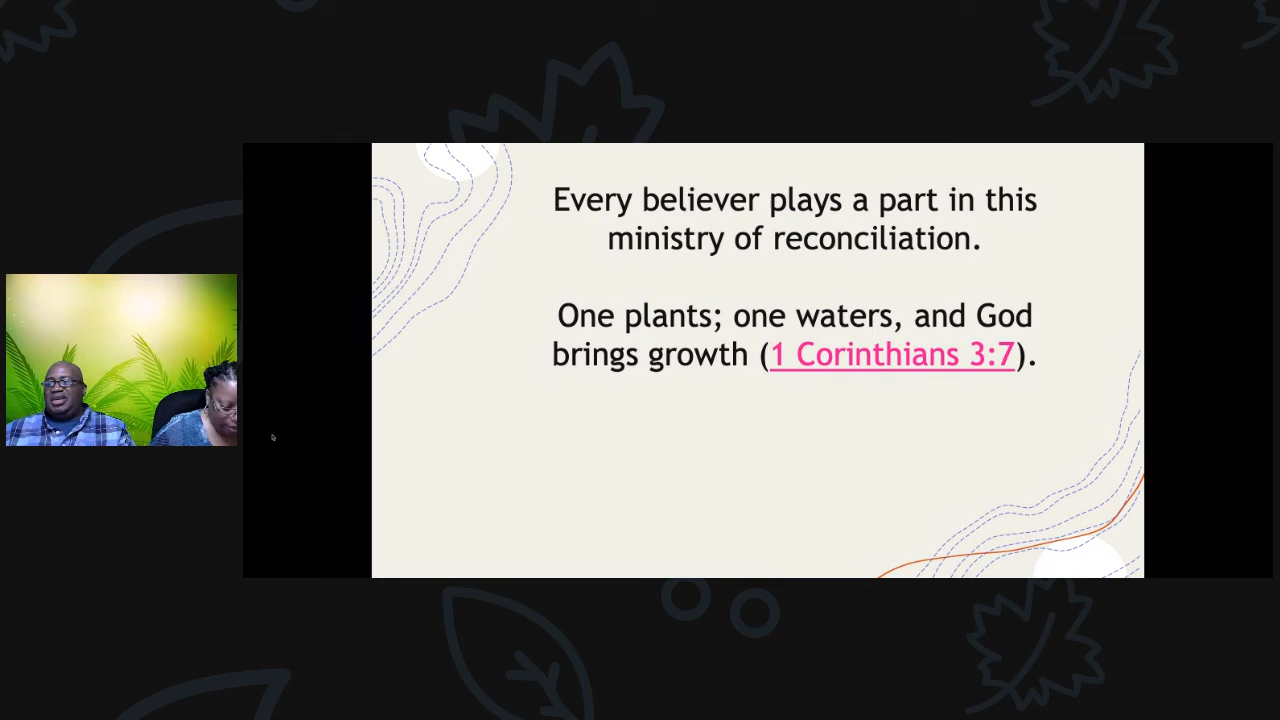 Every believer plays a part in this
ministry of reconciliation.
One plants; one waters, and God
brings growth (1 Corinthians 3:7).